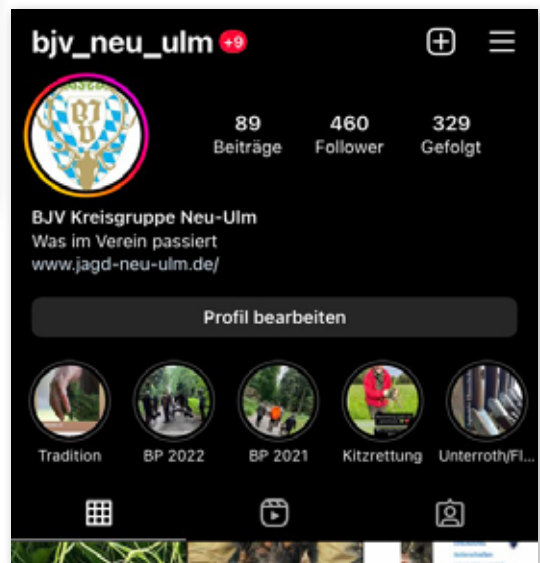 bjv_neu_ulm +9
BJV
89 460 329
Beiträge Follower Gefolgt
BJV Kreisgruppe Neu-Ulm
Was im Verein passiert
www.jagd-neu-ulm.de/
Profil bearbeiten
Tradition BP 2022 BP 2021 Kitzrettung Unterroth/Fl...